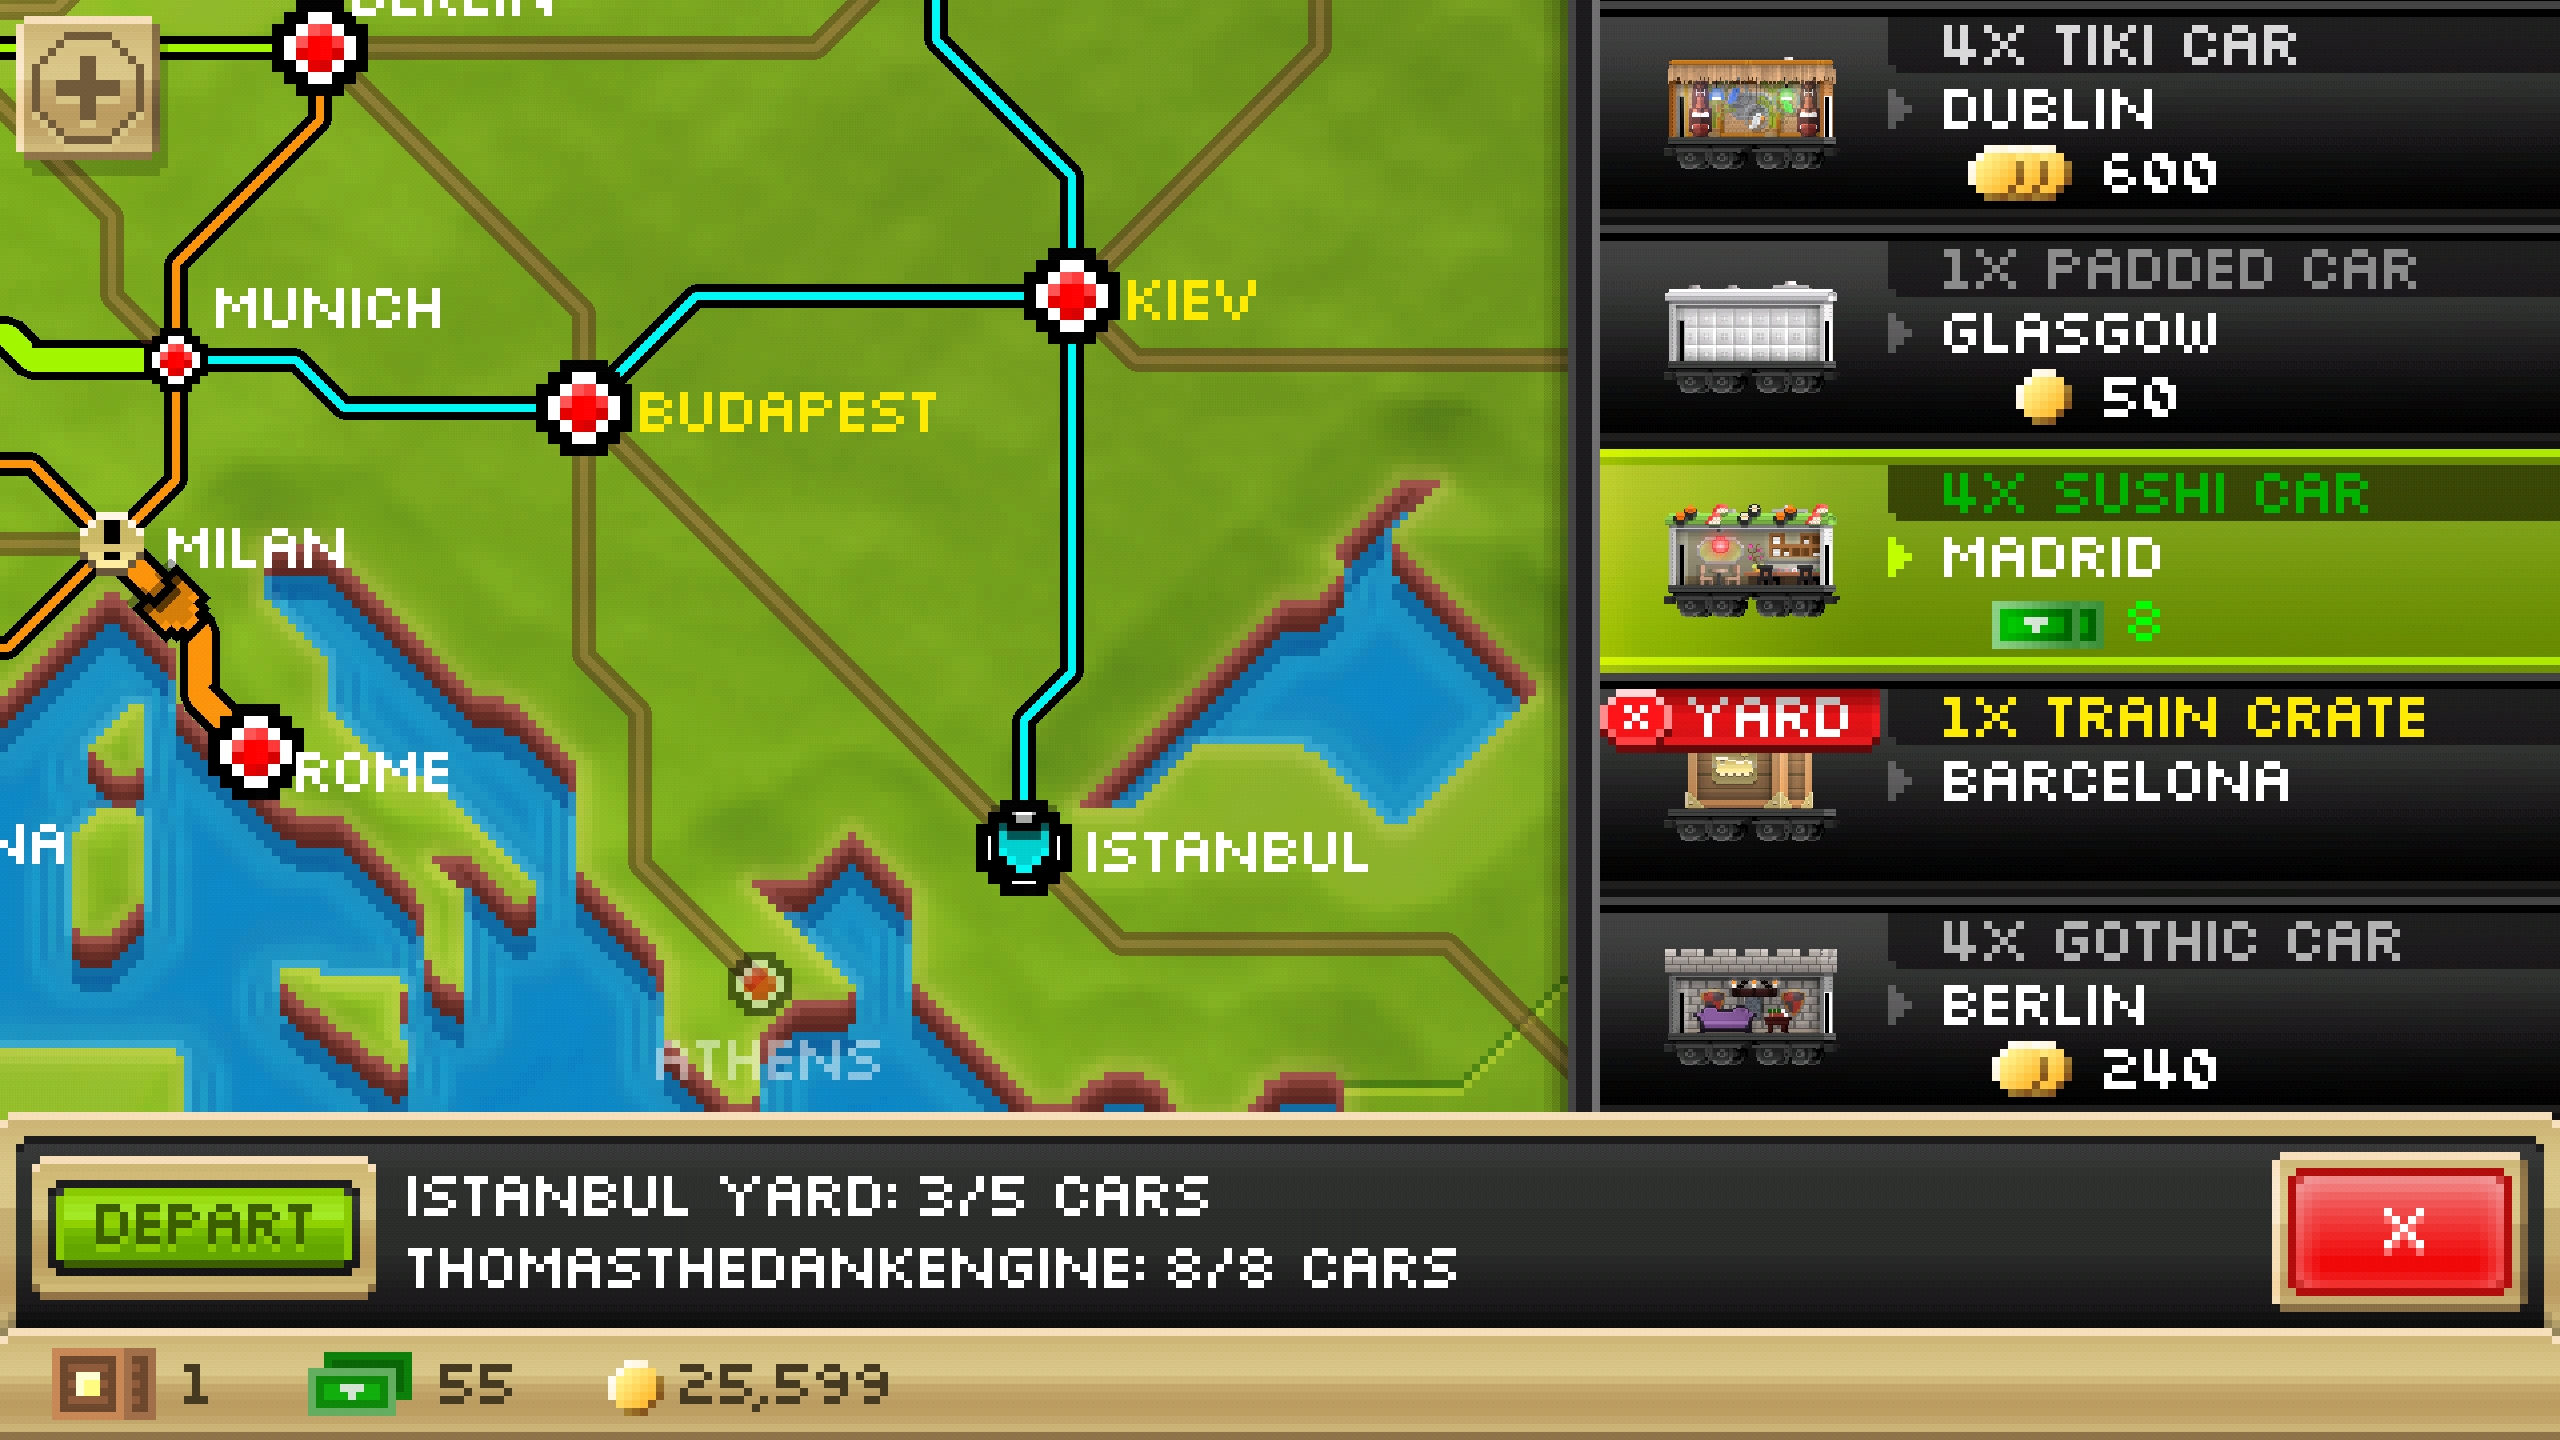 BERLIN
MUNICH
KIEV
BUDAPEST
MILAN
ROME
NA
ISTANBUL
ATHENS
4X TIKI CAR
DUBLIN
600
1X PADDED CAR
GLASGOW
50
4X SUSHI CAR
MADRID
8
X YARD
1X TRAIN CRATE
BARCELONA
4X GOTHIC CAR
BERLIN
240
DEPART
ISTANBUL YARD: 3/5 CARS
THOMASTHEDANKENGINE: 8/8 CARS
X
1
55
25,599